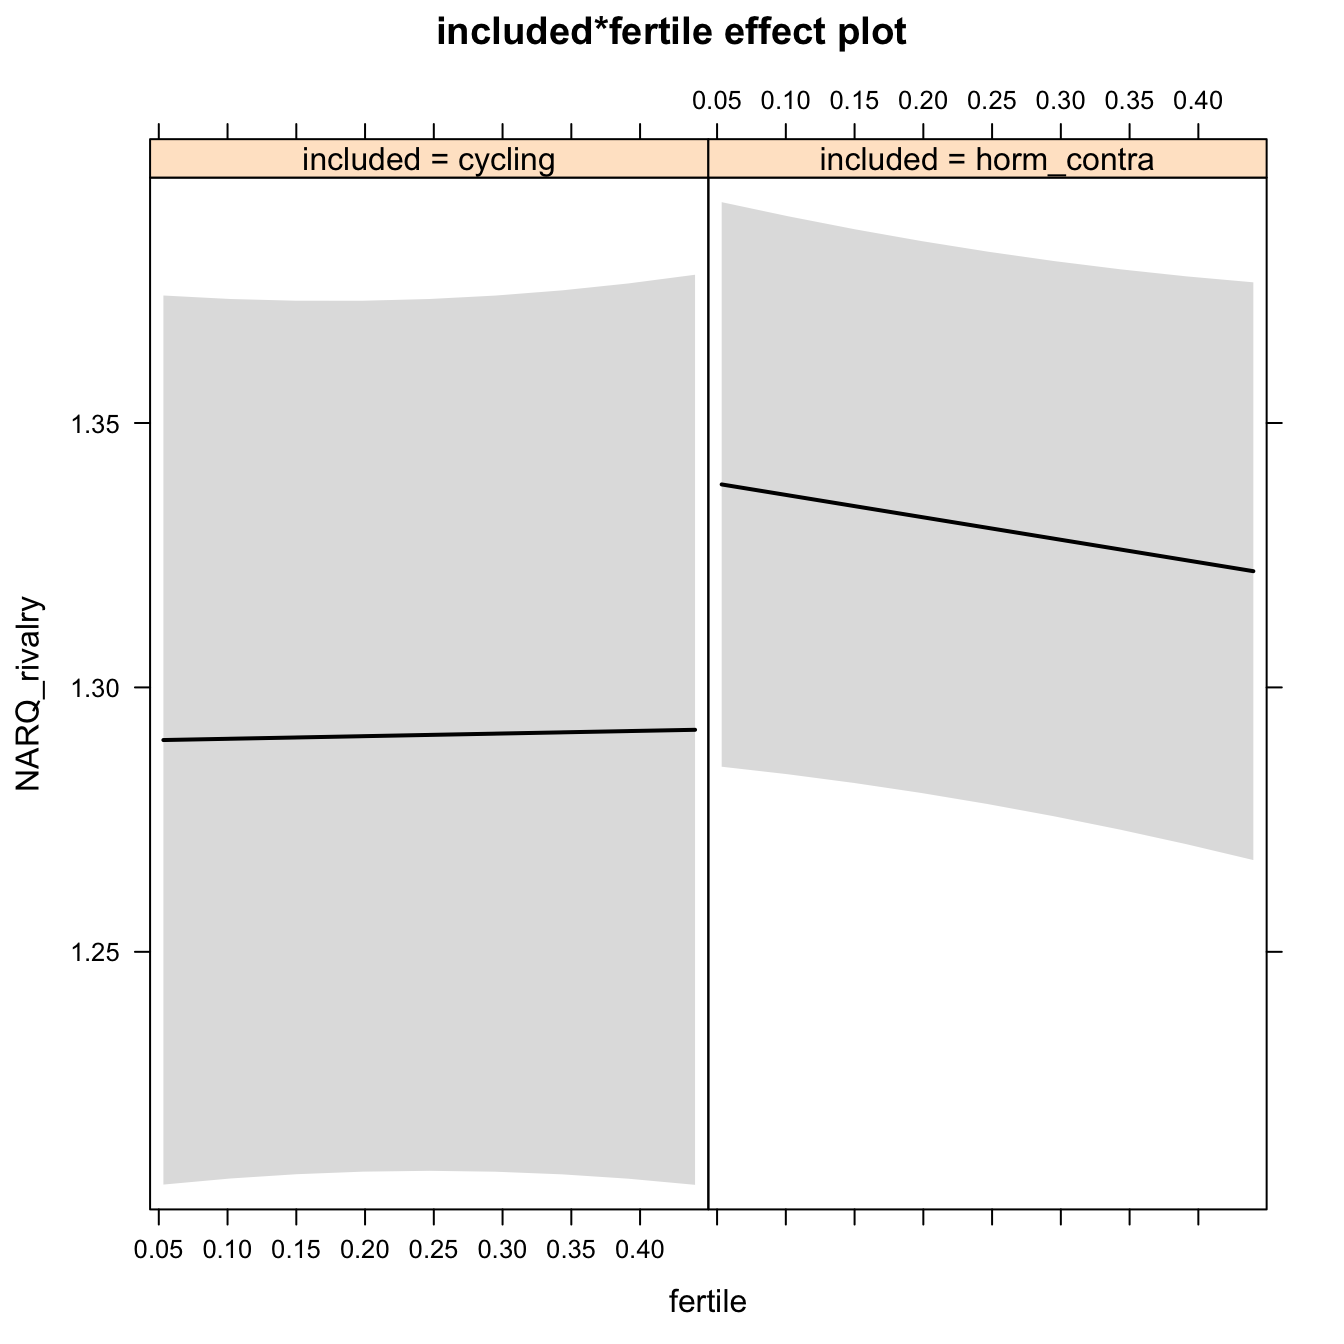 included*fertile effect plot
0.05 0.10 0.15 0.20 0.25 0.30 0.35 0.40
included = cycling
included = horm_contra
NARQ_rivalry
1.35
1.30
1.25
0.05 0.10 0.15 0.20 0.25 0.30 0.35 0.40
fertile